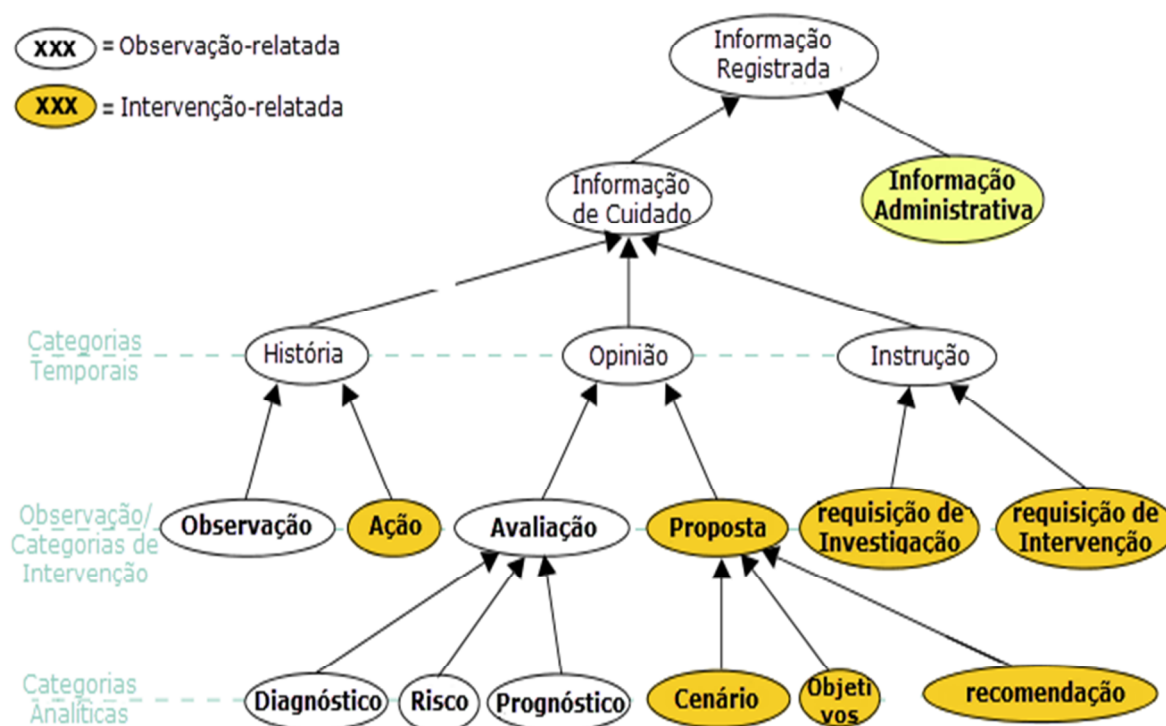 XXX = Observação-relatada
XXX = Intervenção-relatada
Informação
Registrada
Informação
de Cuidado
Informação
Administrativa
Categorias
Temporais
História
Opinião
Instrução
Observação/
Categorias de
Intervenção
Observação
Ação
Avaliação
Proposta
requisição de
Investigação
requisição de
Intervenção
Categorias
Analíticas
Diagnóstico
Risco
Prognóstico
Cenário
Objeti
vos
recomendação